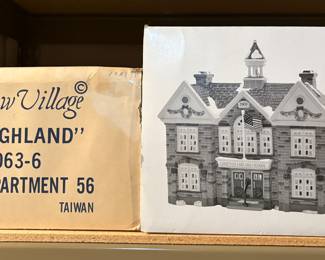 w Village ©
GHLAND"
063-6
PARTMENT 56
TAIWAN